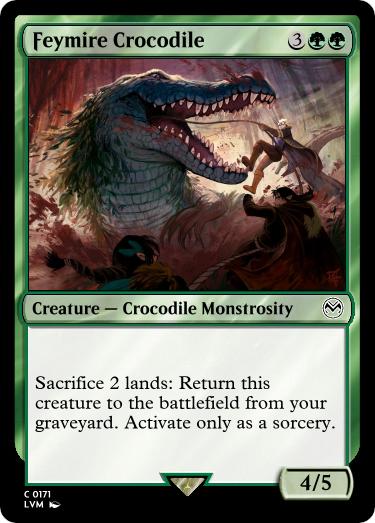 Feymire Crocodile 3
Creature — Crocodile Monstrosity
Sacrifice 2 lands: Return this
creature to the battlefield from your
graveyard. Activate only as a sorcery.
C 0171
LVM
4/5